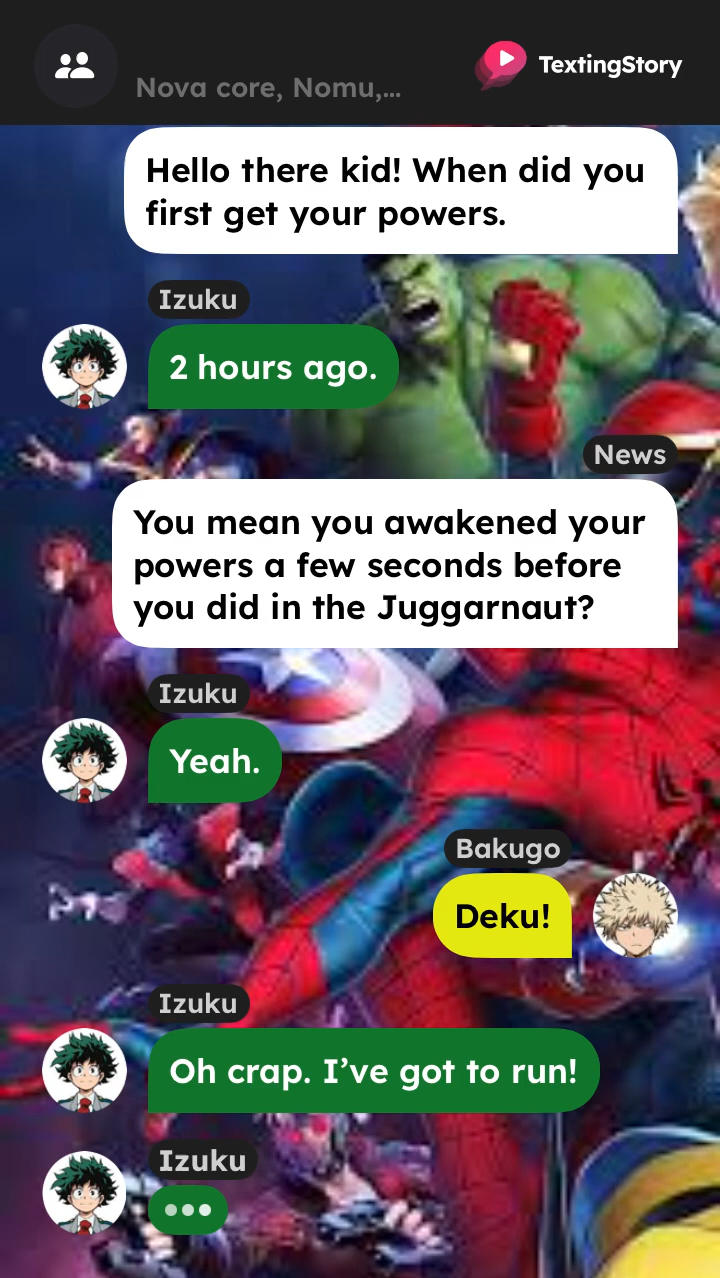 Nova core, Nomu,...
TextingStory
Hello there kid! When did you
first get your powers.
Izuku
2 hours ago.
News
You mean you awakened your
powers a few seconds before
you did in the Juggarnaut?
Izuku
Yeah.
Bakugo
Deku!
Izuku
Oh crap. I’ve got to run!
Izuku